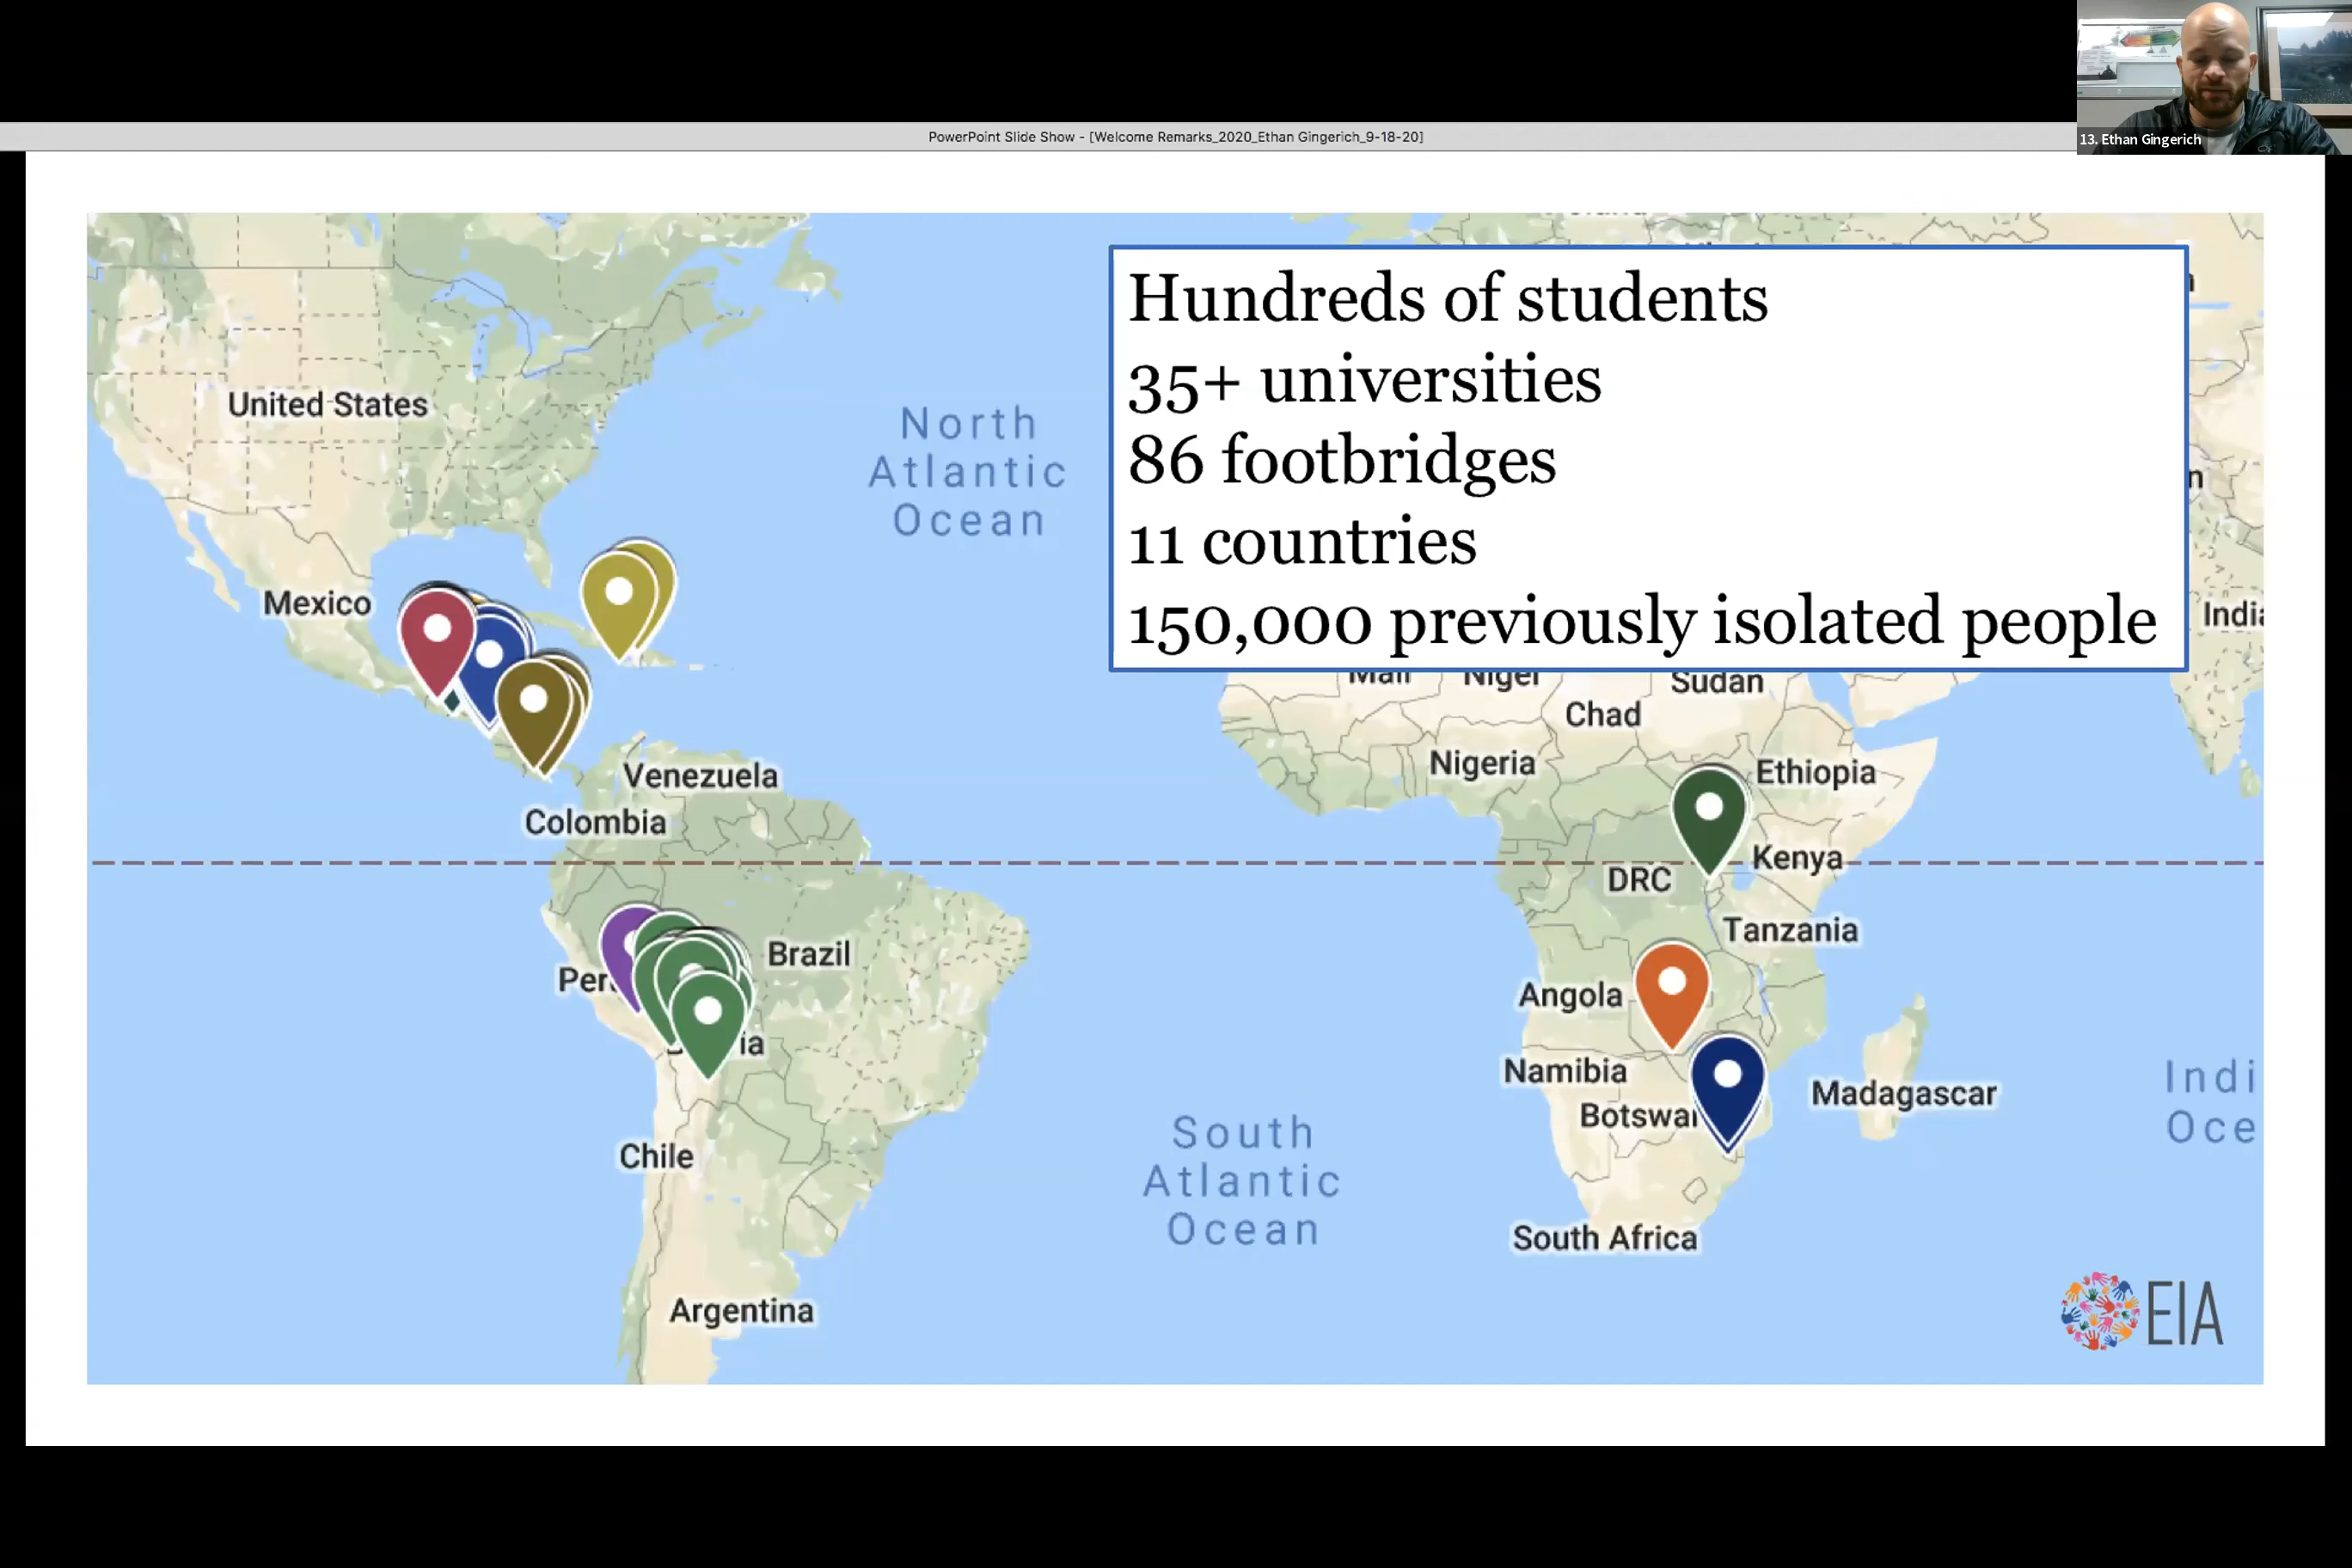 PowerPoint Slide Show - [Welcome Remarks_2020_Ethan Gingerich_9-18-20]
13. Ethan Gingerich
Hundreds of students
35+ universities
86 footbridges
11 countries
150,000 previously isolated people
United States
North
Atlantic
Ocean
Mexico
Mali
Niger
Sudan
Chad
Nigeria
Ethiopia
Venezuela
Colombia
Kenya
DRC
Tanzania
Brazil
Angola
Namibia
Madagascar
Chile
South
Atlantic
Ocean
South Africa
Argentina
EIA